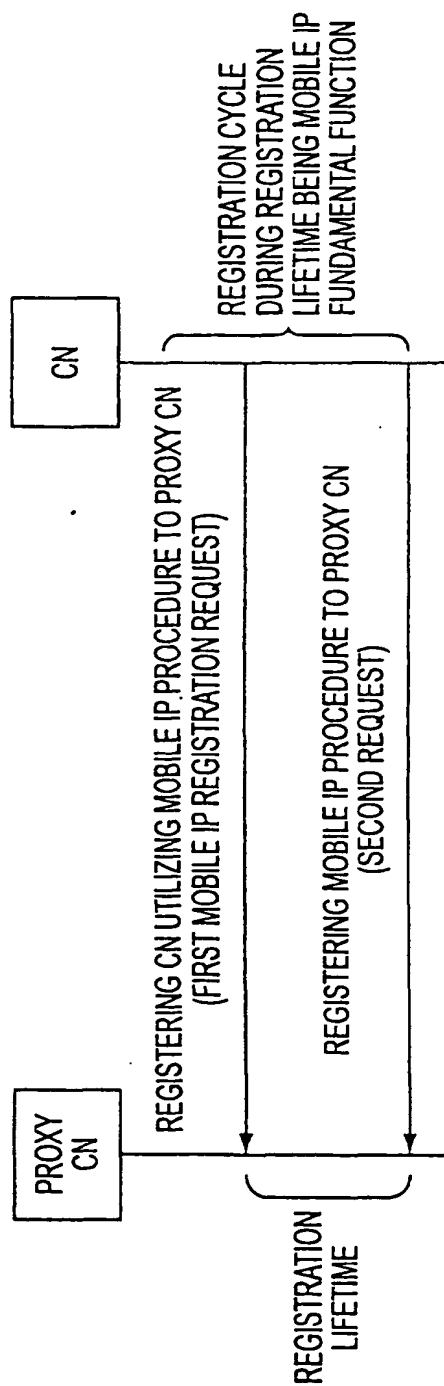 PROXY
CN
CN
REGISTERING CN UTILIZING MOBILE IP PROCEDURE TO PROXY CN
(FIRST MOBILE IP REGISTRATION REQUEST)
REGISTERING MOBILE IP PROCEDURE TO PROXY CN
(SECOND REQUEST)
REGISTRATION
LIFETIME
REGISTRATION CYCLE
DURING REGISTRATION
LIFETIME BEING MOBILE IP
FUNDAMENTAL FUNCTION